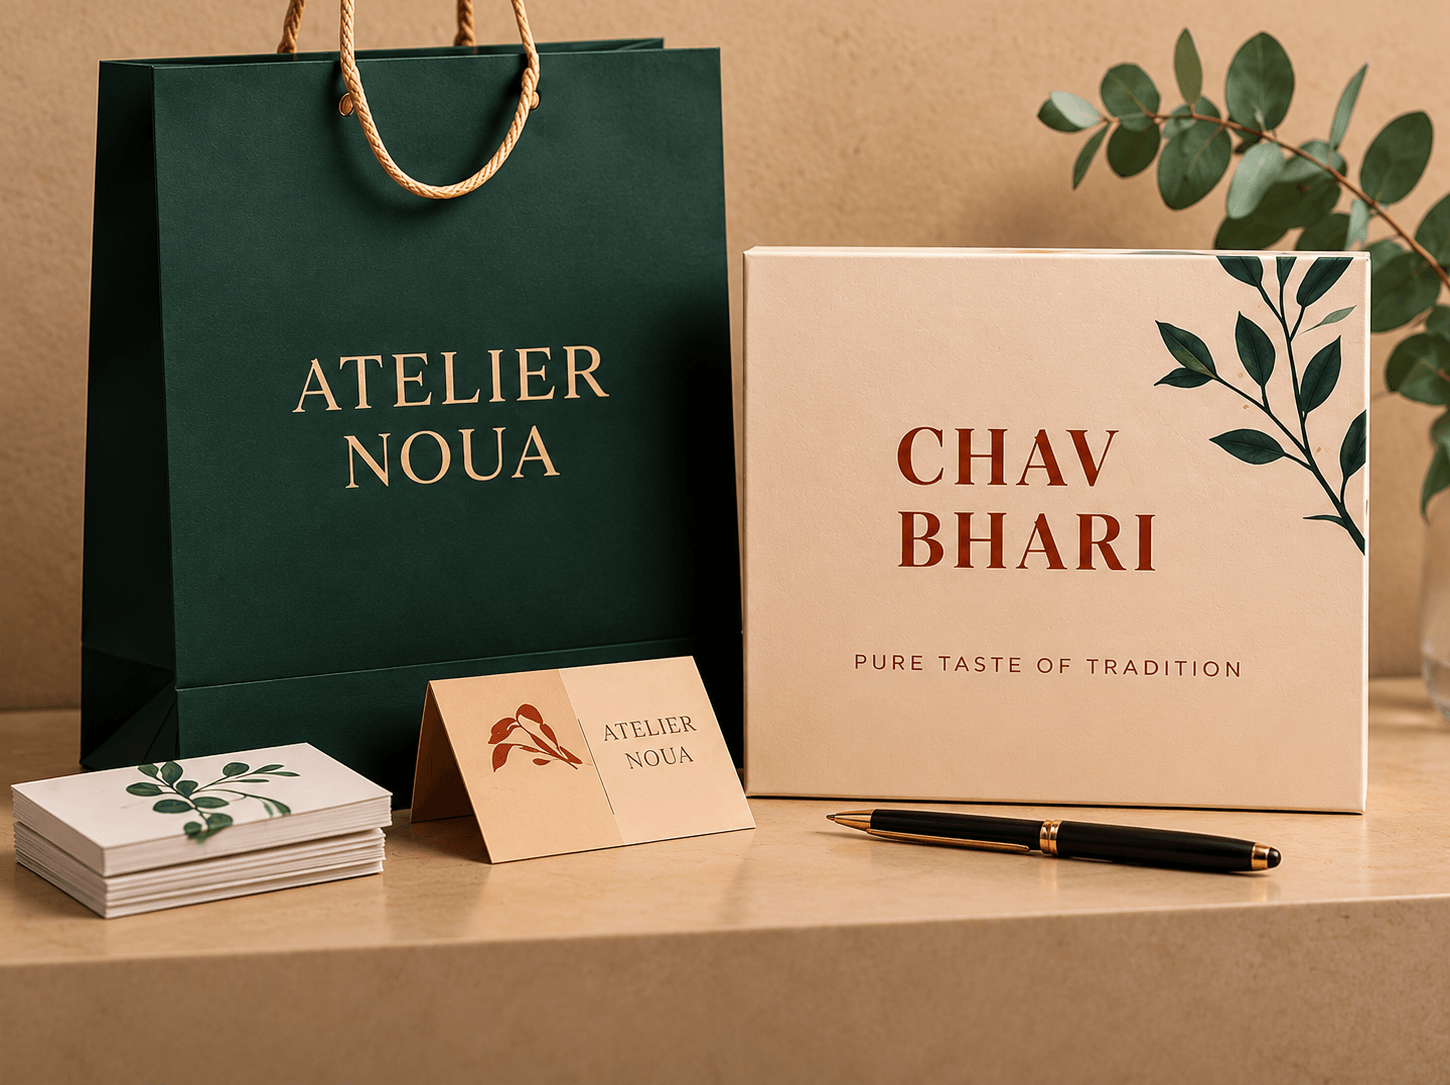 ATELIER
NOUA
CHAV
BHARI
PURE TASTE OF TRADITION
ATELIER
NOUA